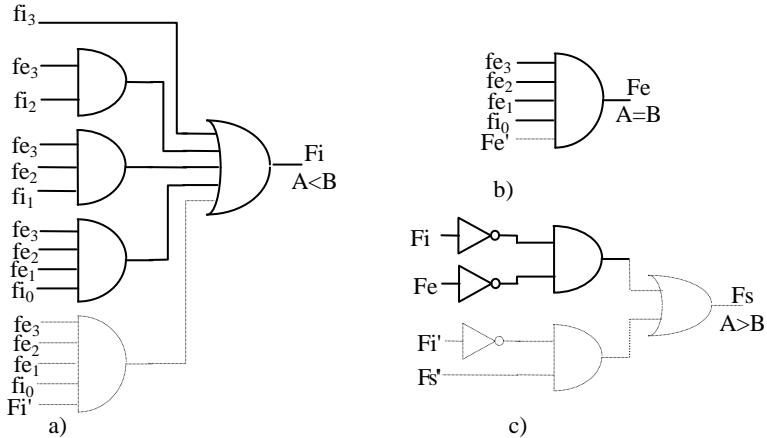 fi3
fe3
fi2
fe3
fe2
fi1
fe3
fe2
fe1
fi0
fe3
fe2
fe1
fi0
Fi'
Fi
A<B
a)
fe3
fe2
fe1
fi0
Fe'
Fe
A=B
b)
Fi
Fe
Fi'
Fs'
Fs
A>B
c)